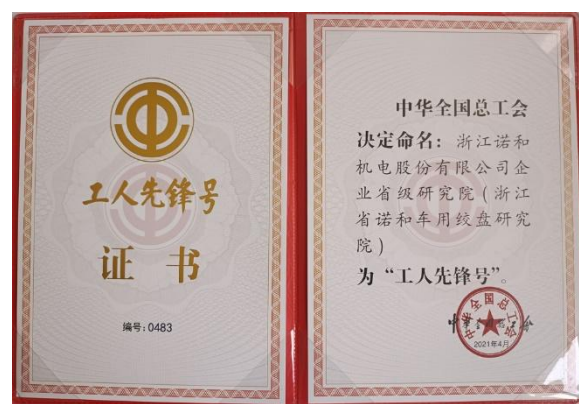 工人先锋号
证 书
编号:0483
中华全国总工会
决定命名：浙江诺和
机电股份有限公司企
业省级研究院（浙江
省诺和车用绞盘研究
院）
为“工人先锋号”。
中华全国总工会
2021年4月